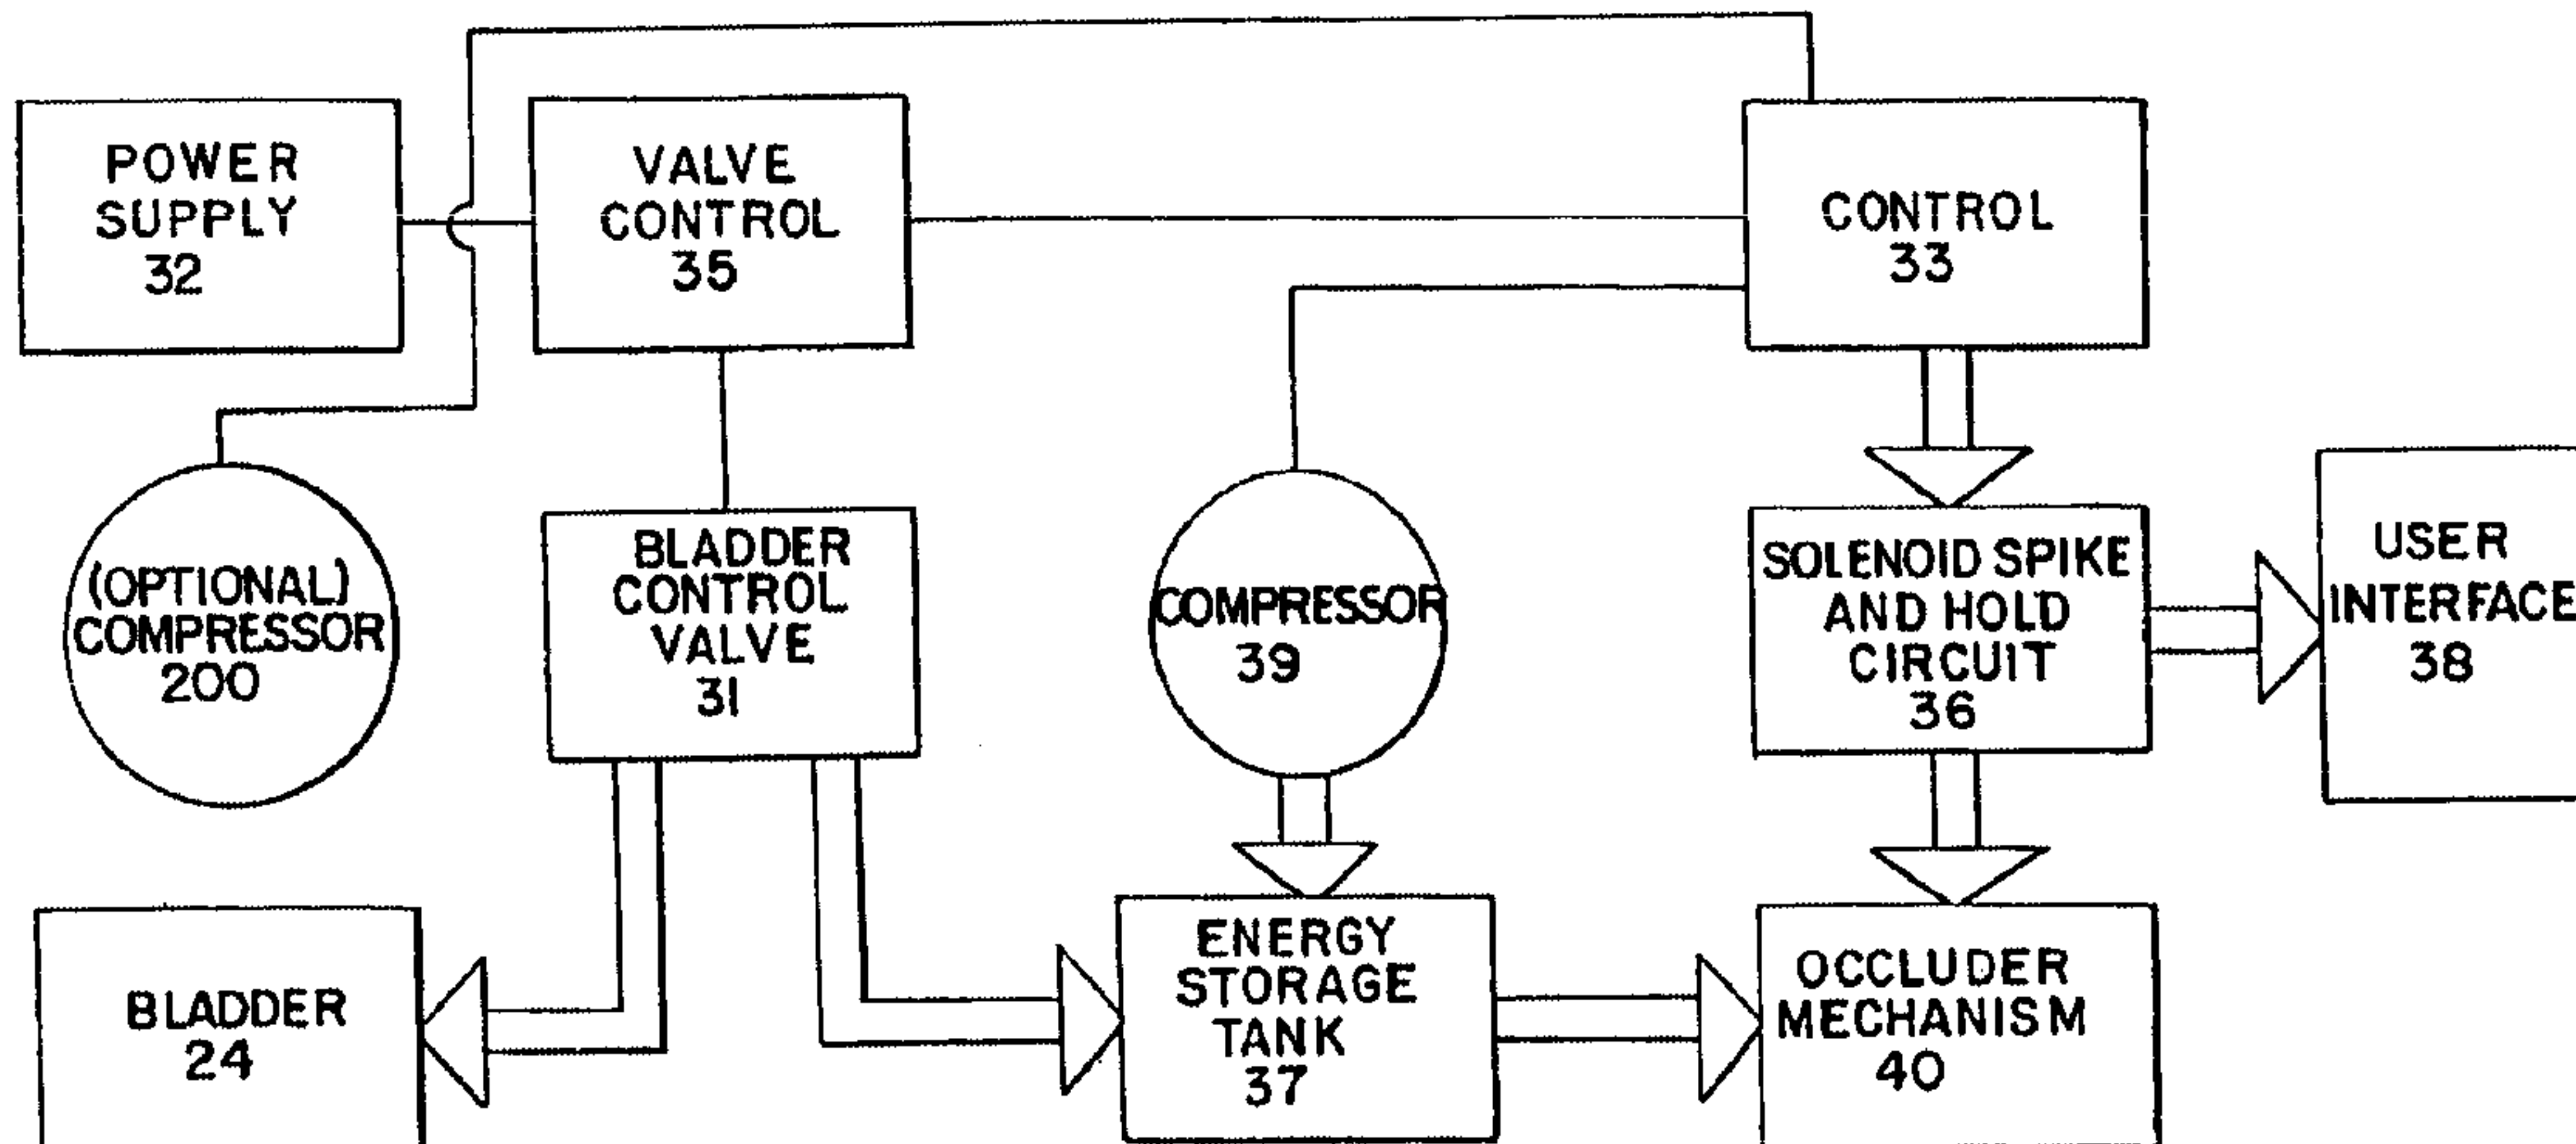 POWER
SUPPLY
32
VALVE
CONTROL
35
CONTROL
33
(OPTIONAL)
COMPRESSOR
200
BLADDER
CONTROL
VALVE
31
COMPRESSOR
39
SOLENOID SPIKE
AND HOLD
CIRCUIT
36
USER
INTERFACE
38
BLADDER
24
ENERGY
STORAGE
TANK
37
OCCLUDER
MECHANISM
40